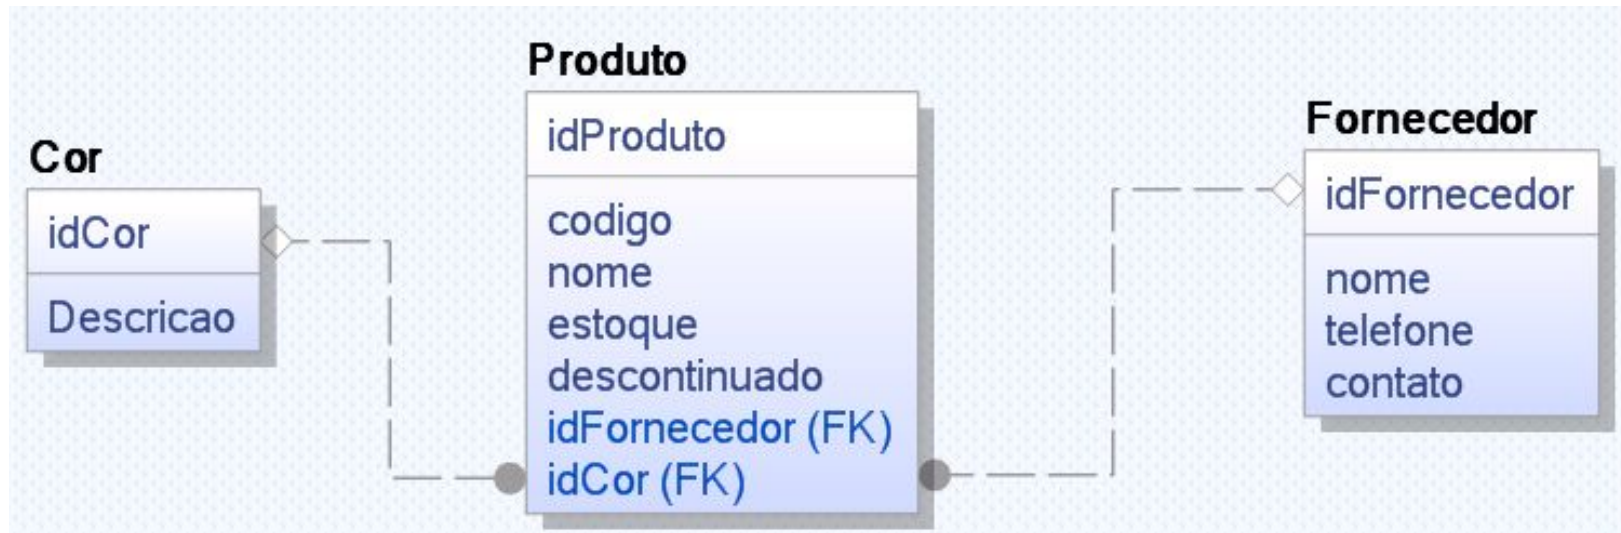 Cor
idCor
Descricao
Produto
idProduto
codigo
nome
estoque
descontinuado
idFornecedor (FK)
idCor (FK)
Fornecedor
idFornecedor
nome
telefone
contato